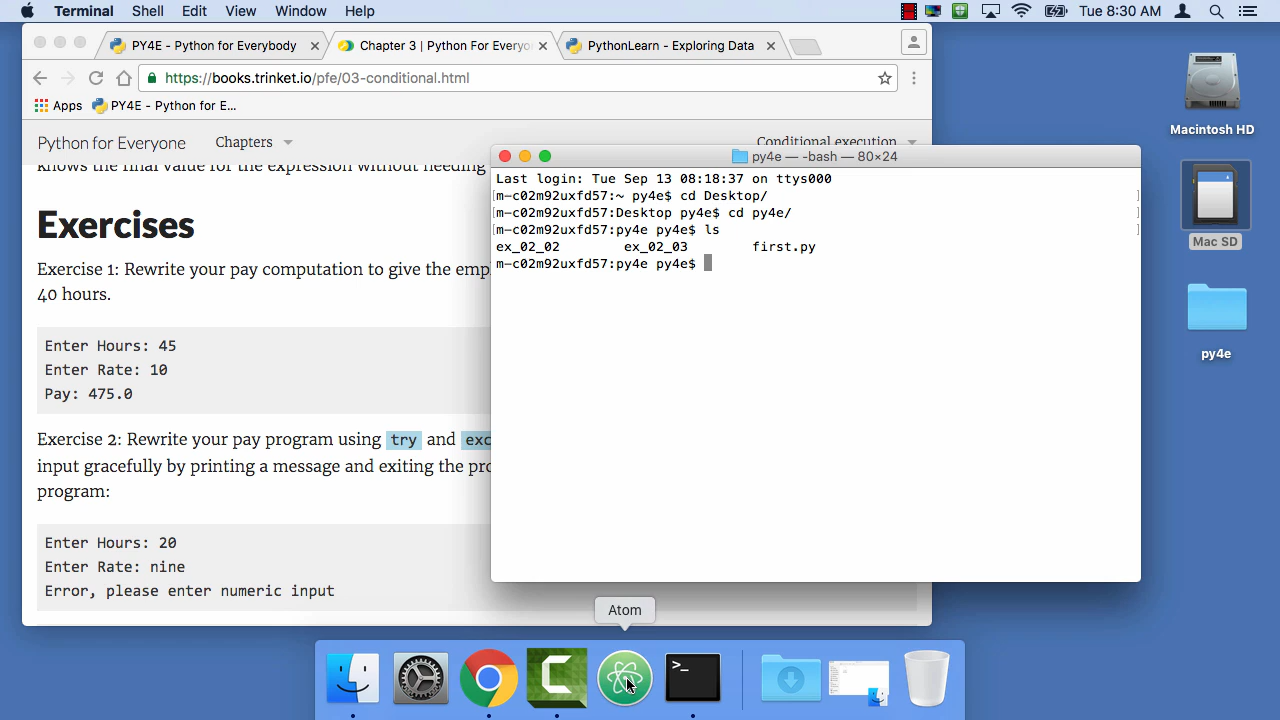 Terminal Shell Edit View Window Help Tue 8:30 AM
PY4E - Python for Everybody Chapter 3 | Python For Everyo PythonLearn - Exploring Data
https://books.trinket.io/pfe/03-conditional.html
Apps PY4E - Python for E...
Python for Everyone Chapters Conditional execution
knows the final value for the expression without needing
Exercises
Exercise 1: Rewrite your pay computation to give the emp
40 hours.
Enter Hours: 45
Enter Rate: 10
Pay: 475.0
Exercise 2: Rewrite your pay program using try and exc
input gracefully by printing a message and exiting the pro
program:
Enter Hours: 20
Enter Rate: nine
Error, please enter numeric input
py4e — -bash — 80×24
Last login: Tue Sep 13 08:18:37 on ttys000
[m-c02m92uxfd57:~ py4e$ cd Desktop/ ]
[m-c02m92uxfd57:Desktop py4e$ cd py4e/ ]
[m-c02m92uxfd57:py4e py4e$ ls ]
ex_02_02 ex_02_03 first.py
m-c02m92uxfd57:py4e py4e$
Macintosh HD
Mac SD
py4e
Atom
>_